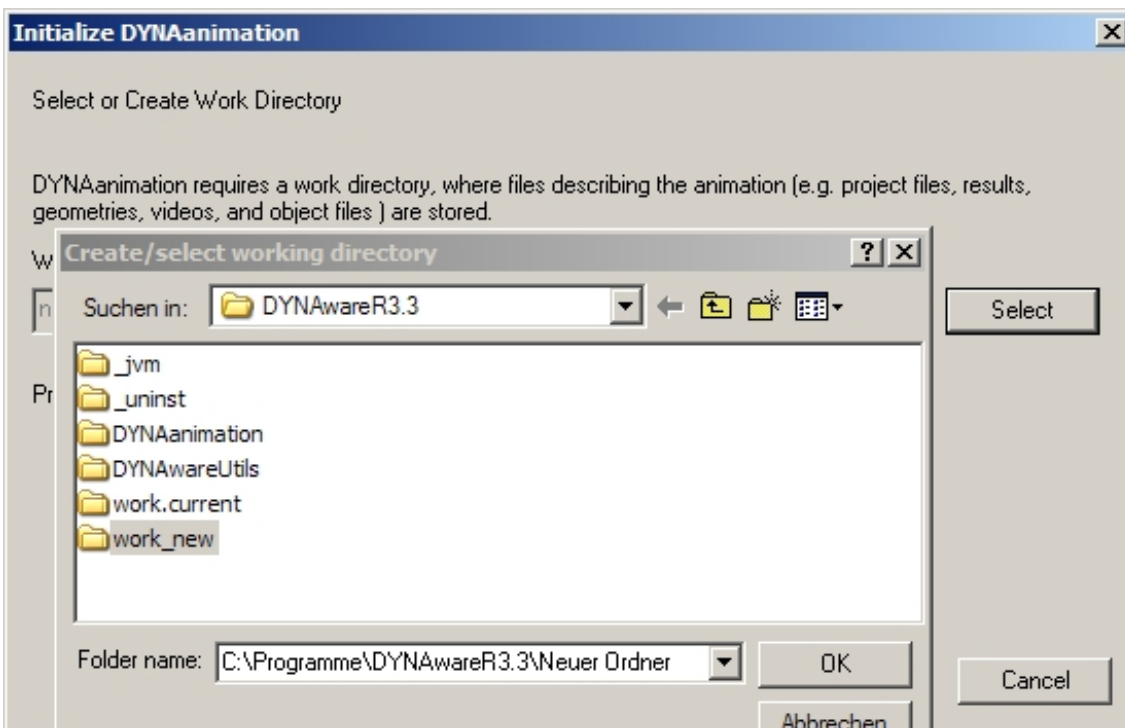 Initialize DYNAanimation
Select or Create Work Directory
DYNAanimation requires a work directory, where files describing the animation (e.g. project files, results,
geometries, videos, and object files ) are stored.
W
Create/select working directory
Suchen in: DYNAwareR3.3
n
Select
_jvm
_uninst
Pr
DYNAanimation
DYNAwareUtils
work.current
work_new
Folder name: C:\Programme\DYNAwareR3.3\Neuer Ordner
OK
Cancel
Abbrechen